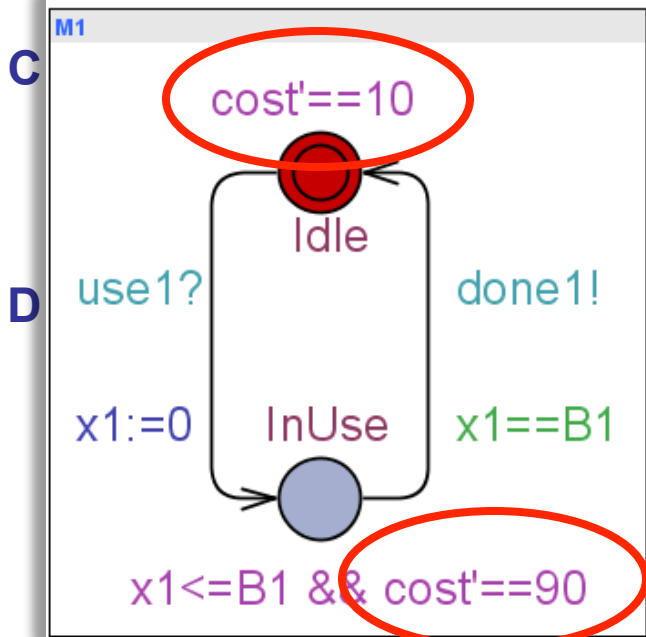 M1
C
cost'==10
Idle
use1?
done1!
D
x1:=0
InUse
x1==B1
x1<=B1 && cost'==90